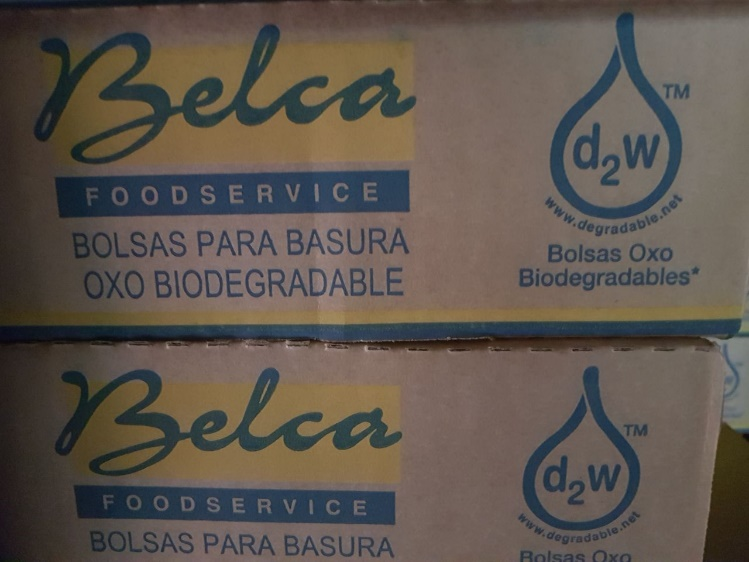 Belca
FOODSERVICE
BOLSAS PARA BASURA
OXO BIODEGRADABLE
d2w
TM
www.degradable.net
Bolsas Oxo
Biodegradables*
Belca
FOODSERVICE
BOLSAS PARA BASURA
d2w
TM
www.degradable.net
Bolsas Oxo